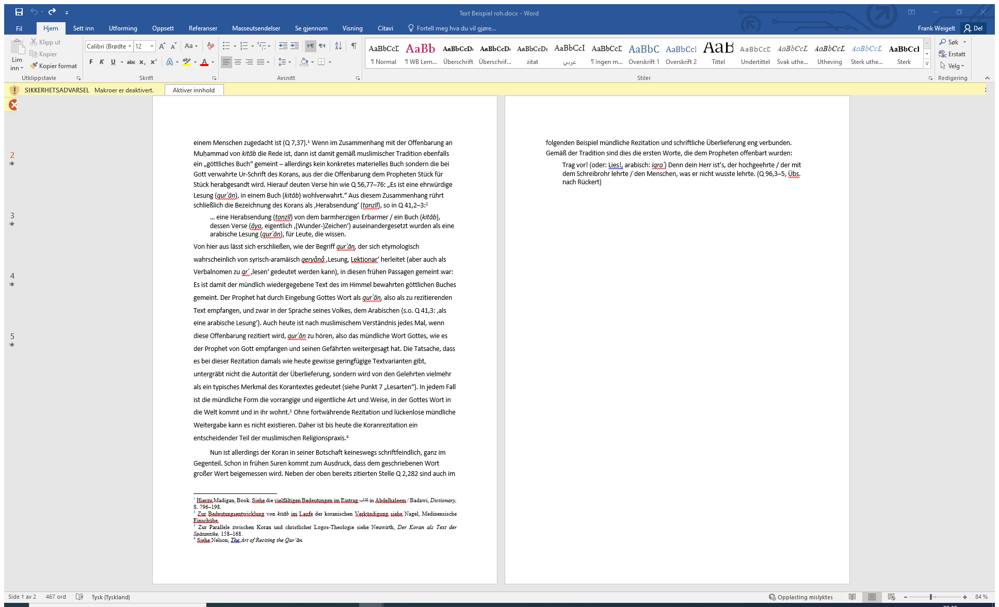 Text Beispiel roh.docx - Word
Fil Hjem Sett inn Utforming Oppsett Referanser Masseutsendelser Se gjennom Visning Citavi Fortell meg hva du vil gjøre... Frank Weigelt Del
Lim inn
Klipp ut
Kopier
Kopier format
Utklippstavle
Calibri (Brødte 12 Aa
F K U abc x₂ x²
Skrift
Avsnitt
AaBbCcD AaBb AaBbCcDc AaBbCcDc AaBbCcDc AaBbCcI AaBbCcD AaBbC AaBbCcI AaB AaBbCcD AaBbCcD AaBbCcD AaBbCcD AaBbCcI
¶ Normal ¶ WB Lem... Überschrift Überschrif... zitat عربي ¶ Ingen m... Overskrift 1 Overskrift 2 Tittel Undertittel Svak uthe... Utheving Sterk uthe... Sterk
Stiler
Søk
Erstatt
Velg
Redigering
SIKKERHETSADVARSEL Makroer er deaktivert. Aktiver innhold
2
3
4
5
einem Menschen zugedacht ist (Q 7,37).¹ Wenn im Zusammenhang mit der Offenbarung an
Muḥammad von kitāb die Rede ist, dann ist damit gemäß muslimischer Tradition ebenfalls
ein „göttliches Buch“ gemeint – allerdings kein konkretes materielles Buch sondern die bei
Gott verwahrte Ur-Schrift des Korans, aus der die Offenbarung dem Propheten Stück für
Stück herabgesandt wird. Hierauf deuten Verse hin wie Q 56,77–76: „Es ist eine ehrwürdige
Lesung (qurʾān), in einem Buch (kitāb) wohlverwahrt.“ Aus diesem Zusammenhang rührt
schließlich die Bezeichnung des Korans als ‚Herabsendung‘ (tanzīl), so in Q 41,2–3:²
... eine Herabsendung (tanzīl) von dem barmherzigen Erbarmer / ein Buch (kitāb),
dessen Verse (āya, eigentlich ‚(Wunder-)Zeichen‘) auseinandergesetzt wurden als eine
arabische Lesung (qurʾān), für Leute, die wissen.
Von hier aus lässt sich erschließen, wie der Begriff qurʾān, der sich etymologisch
wahrscheinlich von syrisch-aramäisch qeryånå ‚Lesung, Lektionar‘ herleitet (aber auch als
Verbalnomen zu qrʾ ‚lesen‘ gedeutet werden kann), in diesen frühen Passagen gemeint war:
Es ist damit der mündlich wiedergegebene Text des im Himmel bewahrten göttlichen Buches
gemeint. Der Prophet hat durch Eingebung Gottes Wort als qurʾān, also als zu rezitierenden
Text empfangen, und zwar in der Sprache seines Volkes, dem Arabischen (s.o. Q 41,3: ‚als
eine arabische Lesung‘). Auch heute ist nach muslimischem Verständnis jedes Mal, wenn
diese Offenbarung rezitiert wird, qurʾān zu hören, also das mündliche Wort Gottes, wie es
der Prophet von Gott empfangen und seinen Gefährten weitergesagt hat. Die Tatsache, dass
es bei dieser Rezitation damals wie heute gewisse geringfügige Textvarianten gibt,
untergräbt nicht die Autorität der Überlieferung, sondern wird von den Gelehrten vielmehr
als ein typisches Merkmal des Korantextes gedeutet (siehe Punkt 7 „Lesarten“). In jedem Fall
ist die mündliche Form die vorrangige und eigentliche Art und Weise, in der Gottes Wort in
die Welt kommt und in ihr wohnt.³ Ohne fortwährende Rezitation und lückenlose mündliche
Weitergabe kann es nicht existieren. Daher ist bis heute die Koranrezitation ein
entscheidender Teil der muslimischen Religionspraxis.⁴
Nun ist allerdings der Koran in seiner Botschaft keineswegs schriftfeindlich, ganz im
Gegenteil. Schon in frühen Suren kommt zum Ausdruck, dass dem geschriebenen Wort
großer Wert beigemessen wird. Neben der oben bereits zitierten Stelle Q 2,282 sind auch im
¹ Hierzu Madigan, Book. Siehe die vielfältigen Bedeutungen im Eintrag كتاب in Abdelhaleem / Badawi, Dictionary,
S. 796–198.
² Zur Bedeutungsentwicklung von kitāb im Laufe der koranischen Verkündigung siehe Nagel, Medinensische
Einschübe.
³ Zur Parallele zwischen Koran und christlicher Logos-Theologie siehe Neuwirth, Der Koran als Text der
Spätantike, 158–168.
⁴ Siehe Nelson, The Art of Reciting the Qurʾān.
folgenden Beispiel mündliche Rezitation und schriftliche Überlieferung eng verbunden.
Gemäß der Tradition sind dies die ersten Worte, die dem Propheten offenbart wurden:
Trag vor! (oder: Lies!, arabisch: iqraʾ) Denn dein Herr ist’s, der hochgeehrte / der mit
dem Schreibrohr lehrte / den Menschen, was er nicht wusste lehrte. (Q 96,3–5, Übs.
nach Rückert)
Side 1 av 2 467 ord Tysk (Tyskland) Opplasting mislyktes 84 %